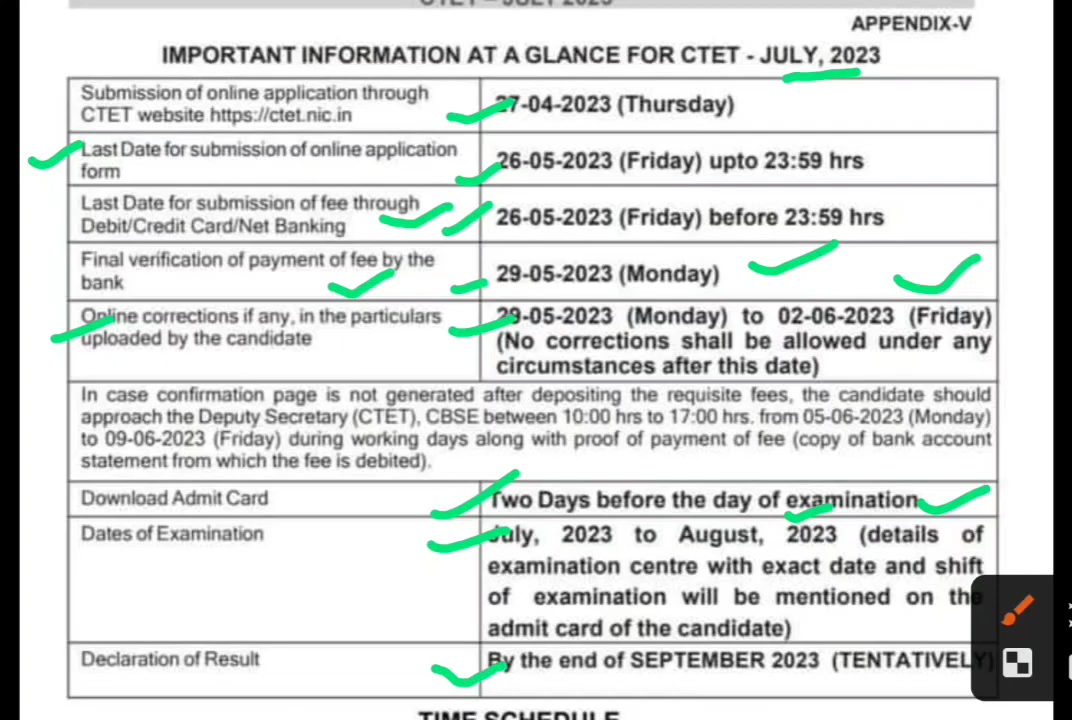 CTET – JULY 2023
APPENDIX-V
IMPORTANT INFORMATION AT A GLANCE FOR CTET - JULY, 2023
Submission of online application through
CTET website https://ctet.nic.in
27-04-2023 (Thursday)
Last Date for submission of online application
form
26-05-2023 (Friday) upto 23:59 hrs
Last Date for submission of fee through
Debit/Credit Card/Net Banking
26-05-2023 (Friday) before 23:59 hrs
Final verification of payment of fee by the
bank
29-05-2023 (Monday)
Online corrections if any, in the particulars
uploaded by the candidate
29-05-2023 (Monday) to 02-06-2023 (Friday)
(No corrections shall be allowed under any
circumstances after this date)
In case confirmation page is not generated after depositing the requisite fees, the candidate should
approach the Deputy Secretary (CTET), CBSE between 10:00 hrs to 17:00 hrs. from 05-06-2023 (Monday)
to 09-06-2023 (Friday) during working days along with proof of payment of fee (copy of bank account
statement from which the fee is debited).
Download Admit Card
Two Days before the day of examination
Dates of Examination
July, 2023 to August, 2023 (details of
examination centre with exact date and shift
of examination will be mentioned on the
admit card of the candidate)
Declaration of Result
By the end of SEPTEMBER 2023 (TENTATIVELY)
TIME SCHEDULE